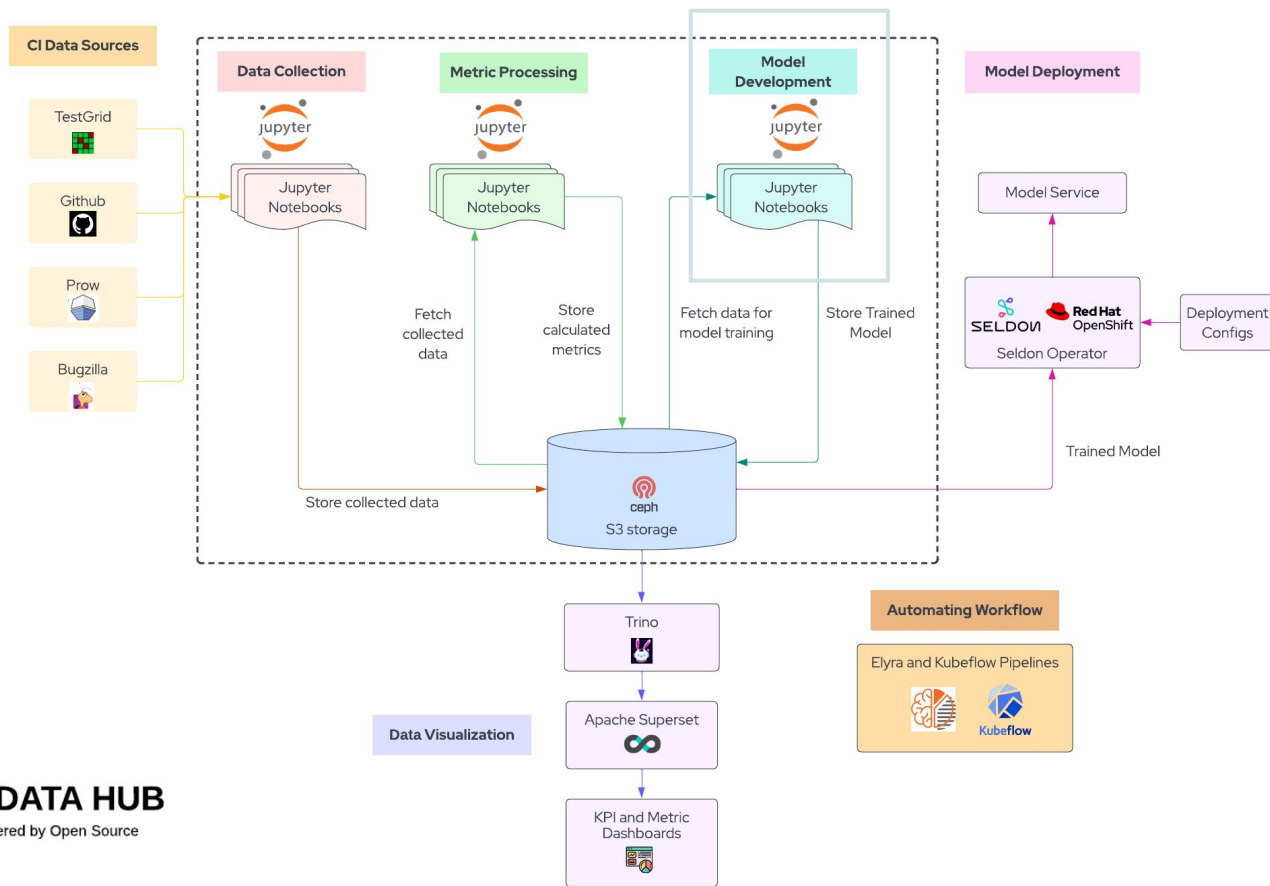 CI Data Sources
TestGrid
Github
Prow
Bugzilla
Data Collection
jupyter
Jupyter
Notebooks
Metric Processing
jupyter
Jupyter
Notebooks
Model
Development
jupyter
Jupyter
Notebooks
Model Deployment
Model Service
SELDON
Red Hat
OpenShift
Seldon Operator
Deployment
Configs
Fetch
collected
data
Store
calculated
metrics
Fetch data for
model training
Store Trained
Model
Trained Model
Store collected data
ceph
S3 storage
Trino
Data Visualization
Apache Superset
KPI and Metric
Dashboards
Automating Workflow
Elyra and Kubeflow Pipelines
Kubeflow
DATA HUB
ered by Open Source